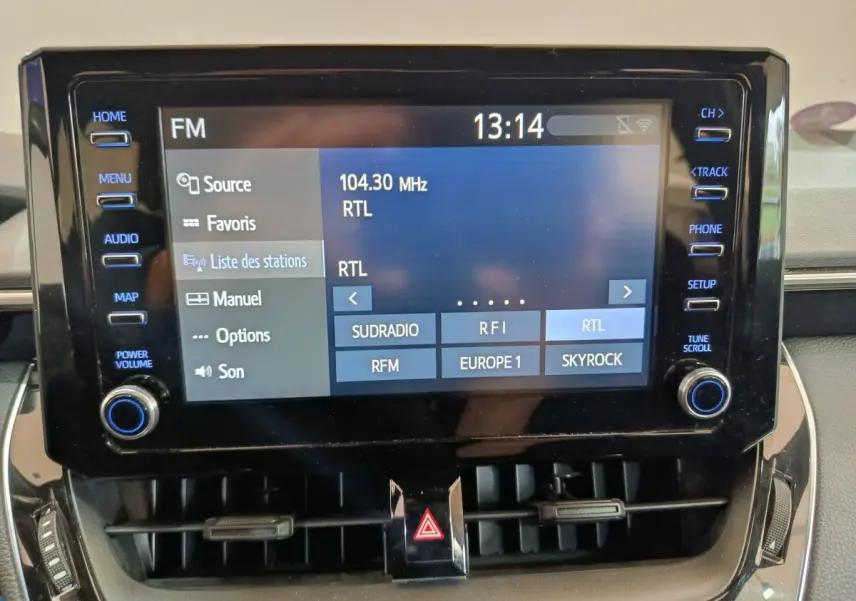 HOME
MENU
AUDIO
MAP
POWER
VOLUME
FM
13:14
Source
Favoris
Liste des stations
Manuel
Options
Son
104.30 MHz
RTL
RTL
<
>
SUDRADIO
RFI
RTL
RFM
EUROPE 1
SKYROCK
CH >
<TRACK
PHONE
SETUP
TUNE
SCROLL